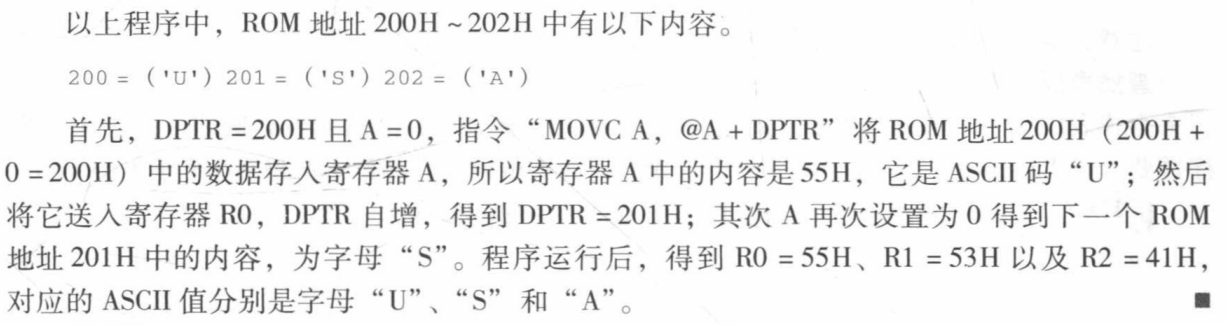 以上程序中，ROM 地址 200H ~ 202H 中有以下内容。
200 = ('U') 201 = ('S') 202 = ('A')
首先，DPTR = 200H 且 A = 0，指令“MOVC A，@A + DPTR”将 ROM 地址 200H（200H +
0 = 200H）中的数据存入寄存器 A，所以寄存器 A 中的内容是 55H，它是 ASCII 码“U”；然后
将它送入寄存器 R0，DPTR 自增，得到 DPTR = 201H；其次 A 再次设置为 0 得到下一个 ROM
地址 201H 中的内容，为字母“S”。程序运行后，得到 R0 = 55H、R1 = 53H 以及 R2 = 41H，
对应的 ASCII 值分别是字母“U”、“S”和“A”。 ■